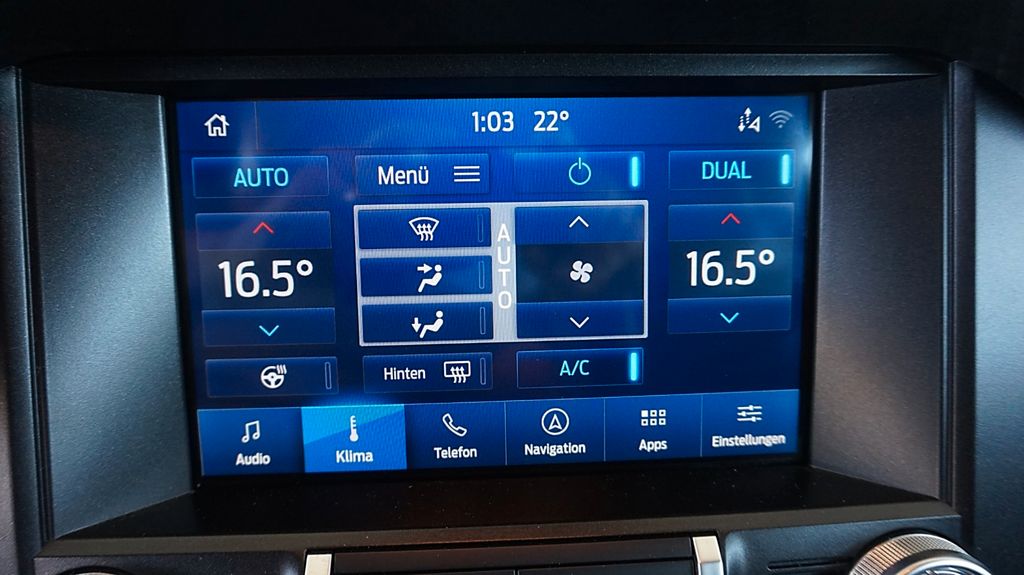 1:03 22°
AUTO
Menü
DUAL
16.5°
AUTO
16.5°
Hinten
A/C
Audio
Klima
Telefon
Navigation
Apps
Einstellungen